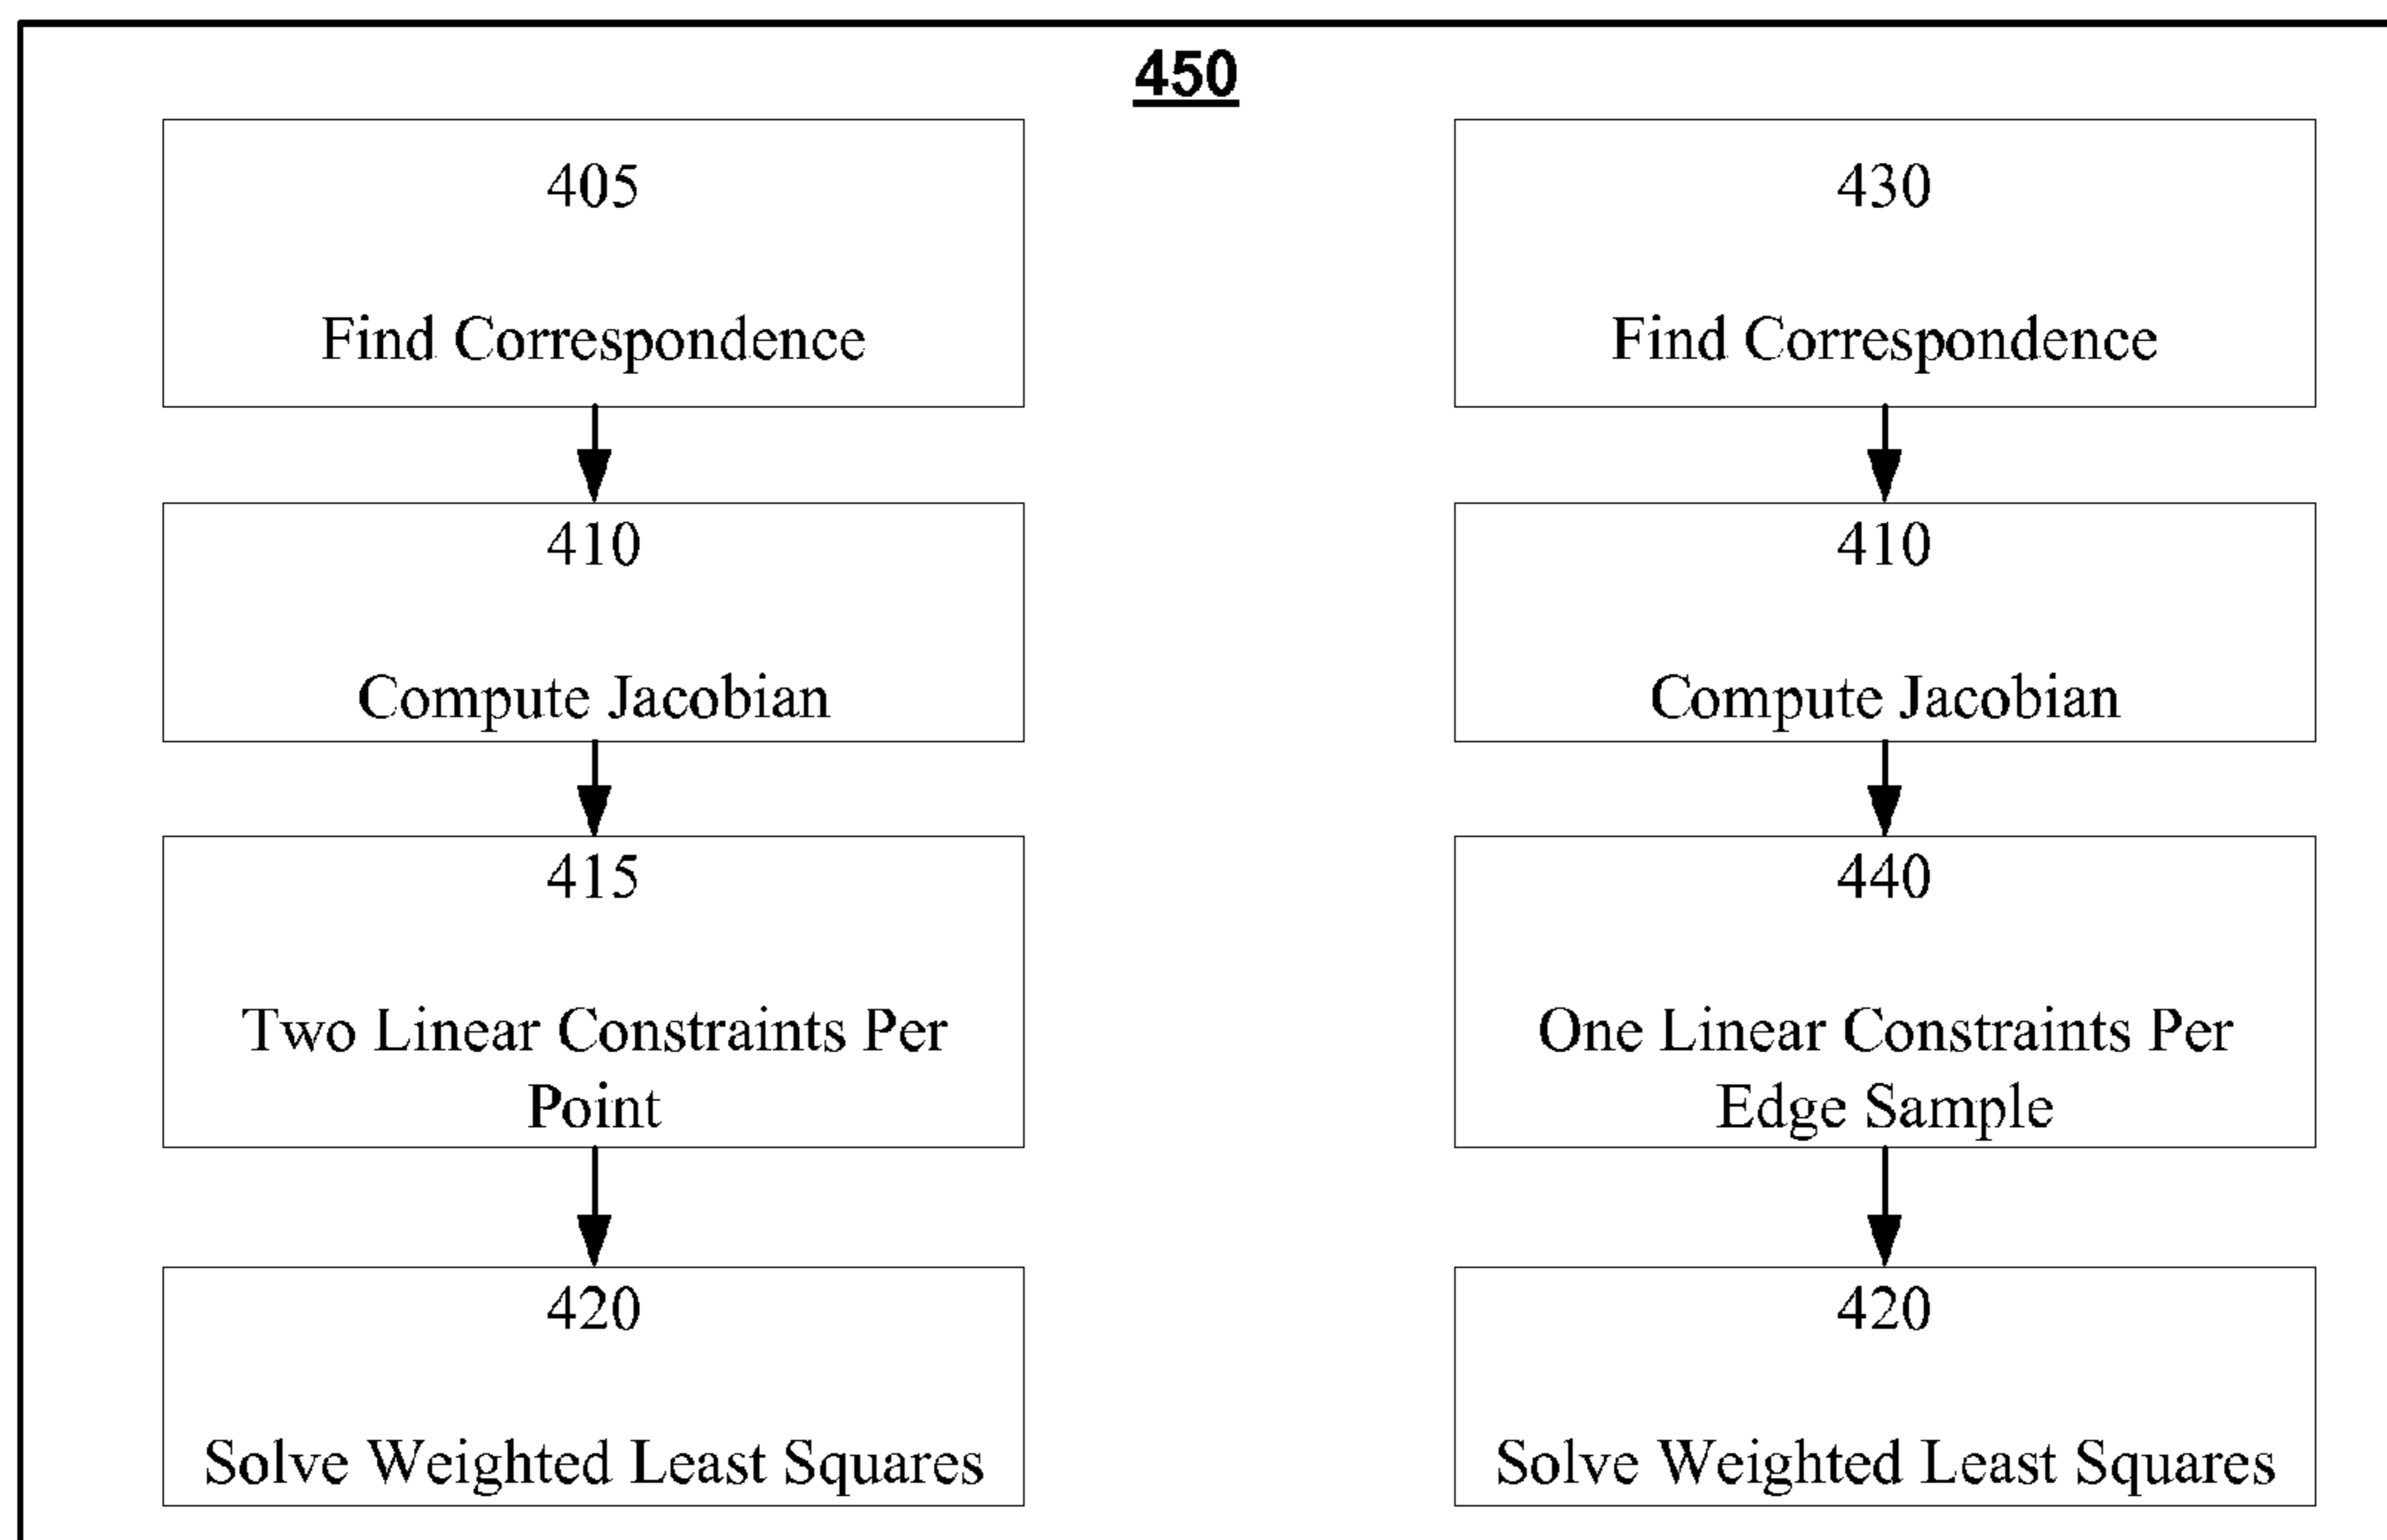 450
405
Find Correspondence
410
Compute Jacobian
415
Two Linear Constraints Per
Point
420
Solve Weighted Least Squares
430
Find Correspondence
410
Compute Jacobian
440
One Linear Constraints Per
Edge Sample
420
Solve Weighted Least Squares